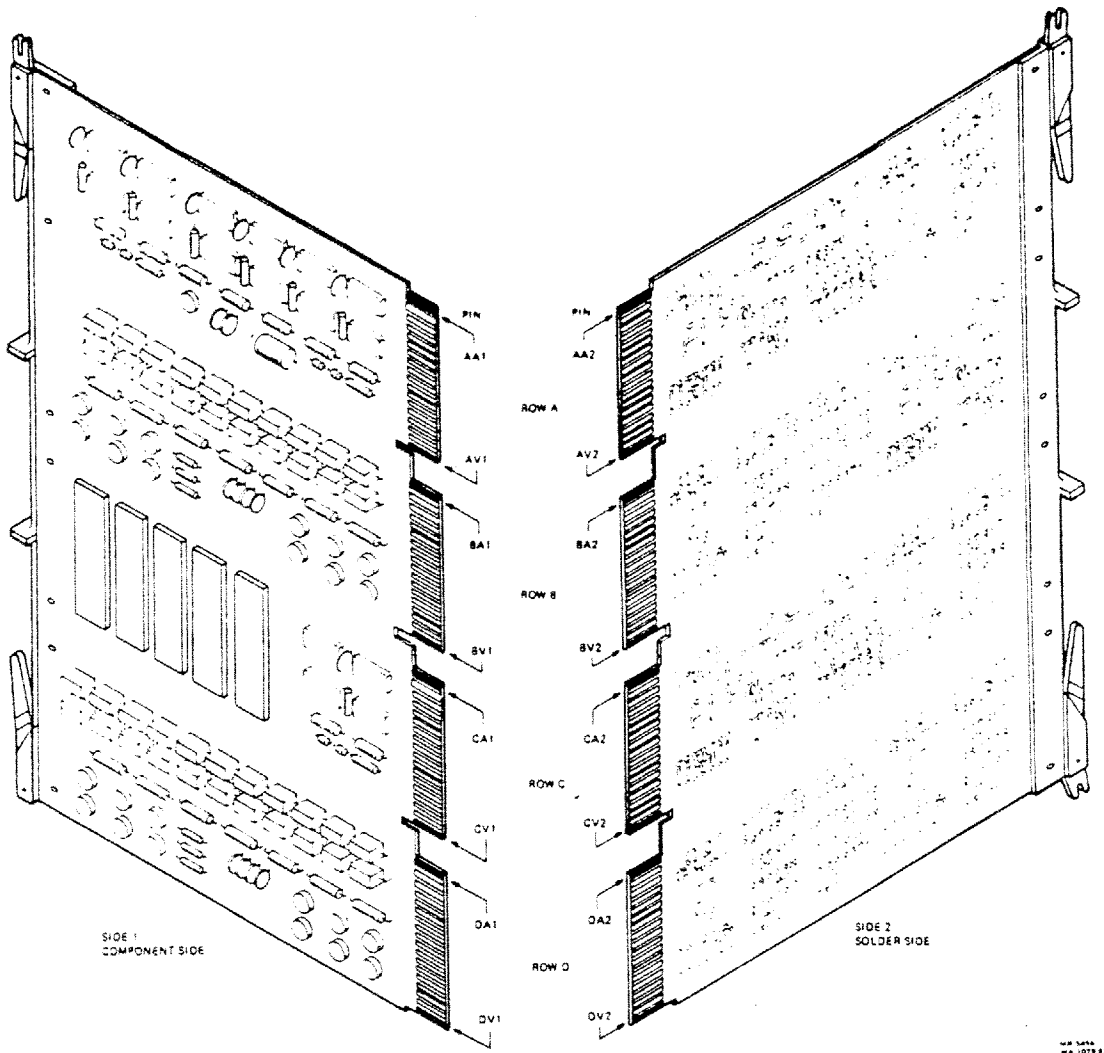 PIN
AA1
PIN
AA2
ROW A
AV1
AV2
BA1
BA2
ROW B
BV1
BV2
CA1
CA2
ROW C
CV1
CV2
DA1
DA2
SIDE 1
COMPONENT SIDE
SIDE 2
SOLDER SIDE
ROW D
DV1
DV2